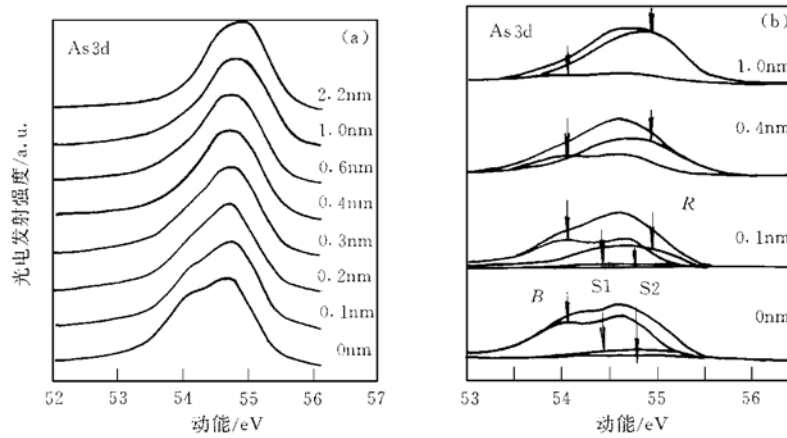 As3d
(a)
2.2nm
1.0nm
0.6nm
0.4nm
0.3nm
0.2nm
0.1nm
0nm
光电发射强度/a.u.
52 53 54 55 56 57
动能/eV
As3d
(b)
1.0nm
0.4nm
R
0.1nm
B
S1
S2
0nm
53 54 55 56
动能/eV